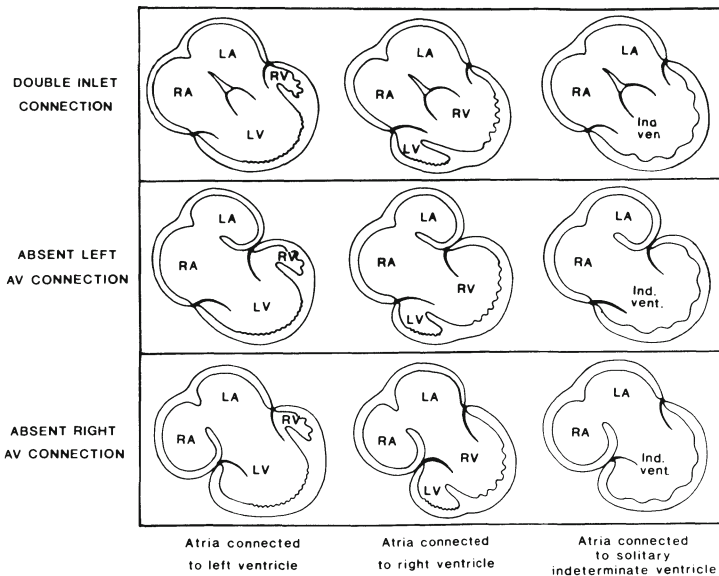 DOUBLE INLET
CONNECTION
LA
RA
RV
LV
LA
RA
RV
LV
LA
RA
Ind
ven
ABSENT LEFT
AV CONNECTION
LA
RA
RV
LV
LA
RA
RV
LV
LA
RA
Ind.
vent.
ABSENT RIGHT
AV CONNECTION
LA
RA
RV
LV
LA
RA
RV
LV
LA
RA
Ind.
vent
Atria connected
to left ventricle
Atria connected
to right ventricle
Atria connected
to solitary
indeterminate ventricle